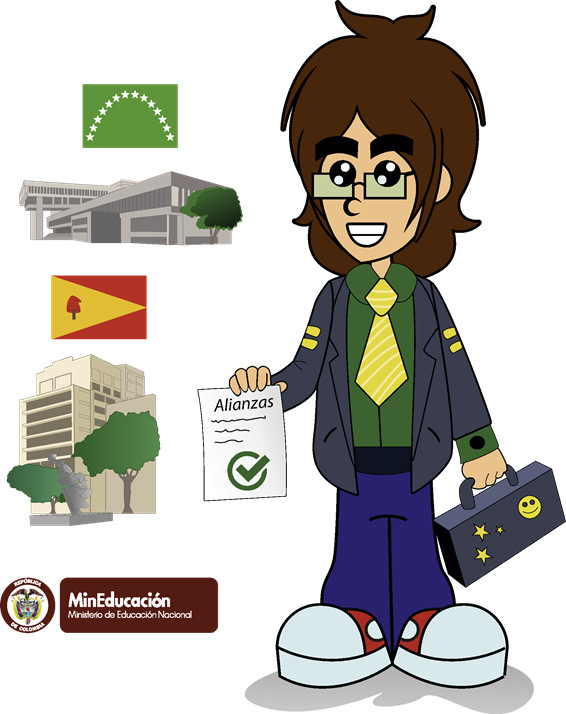 Alianzas
REPÚBLICA
DE COLOMBIA
MinEducación
Ministerio de Educación Nacional